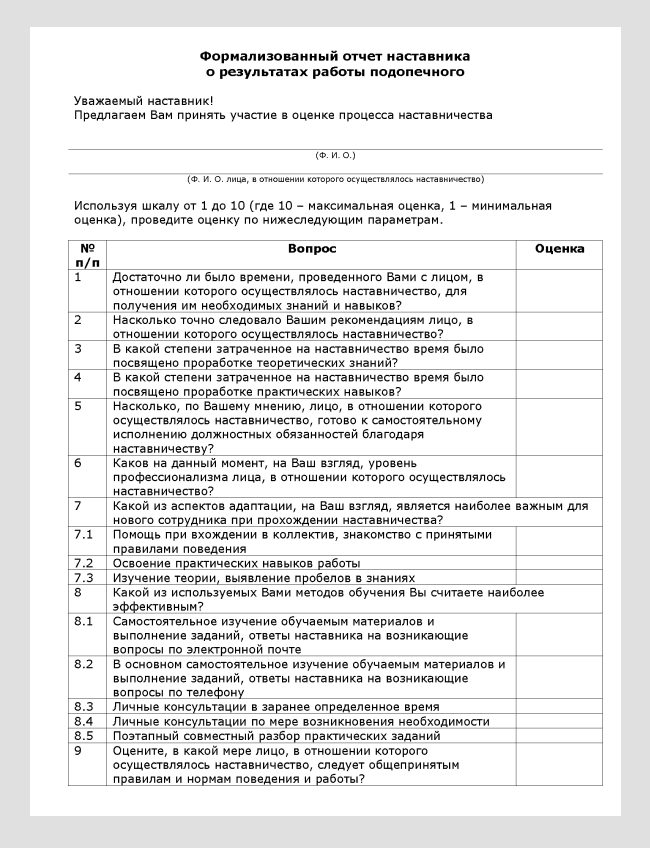 Формализованный отчет наставника
о результатах работы подопечного
Уважаемый наставник!
Предлагаем Вам принять участие в оценке процесса наставничества
(Ф. И. О.)
(Ф. И. О. лица, в отношении которого осуществлялось наставничество)
Используя шкалу от 1 до 10 (где 10 – максимальная оценка, 1 – минимальная
оценка), проведите оценку по нижеследующим параметрам.
№ Вопрос Оценка
п/п
1 Достаточно ли было времени, проведенного Вами с лицом, в
отношении которого осуществлялось наставничество, для
получения им необходимых знаний и навыков?
2 Насколько точно следовало Вашим рекомендациям лицо, в
отношении которого осуществлялось наставничество?
3 В какой степени затраченное на наставничество время было
посвящено проработке теоретических знаний?
4 В какой степени затраченное на наставничество время было
посвящено проработке практических навыков?
5 Насколько, по Вашему мнению, лицо, в отношении которого
осуществлялось наставничество, готово к самостоятельному
исполнению должностных обязанностей благодаря
наставничеству?
6 Каков на данный момент, на Ваш взгляд, уровень
профессионализма лица, в отношении которого осуществлялось
наставничество?
7 Какой из аспектов адаптации, на Ваш взгляд, является наиболее важным для
нового сотрудника при прохождении наставничества?
7.1 Помощь при вхождении в коллектив, знакомство с принятыми
правилами поведения
7.2 Освоение практических навыков работы
7.3 Изучение теории, выявление пробелов в знаниях
8 Какой из используемых Вами методов обучения Вы считаете наиболее
эффективным?
8.1 Самостоятельное изучение обучаемым материалов и
выполнение заданий, ответы наставника на возникающие
вопросы по электронной почте
8.2 В основном самостоятельное изучение обучаемым материалов и
выполнение заданий, ответы наставника на возникающие
вопросы по телефону
8.3 Личные консультации в заранее определенное время
8.4 Личные консультации по мере возникновения необходимости
8.5 Поэтапный совместный разбор практических заданий
9 Оцените, в какой мере лицо, в отношении которого
осуществлялось наставничество, следует общепринятым
правилам и нормам поведения и работы?